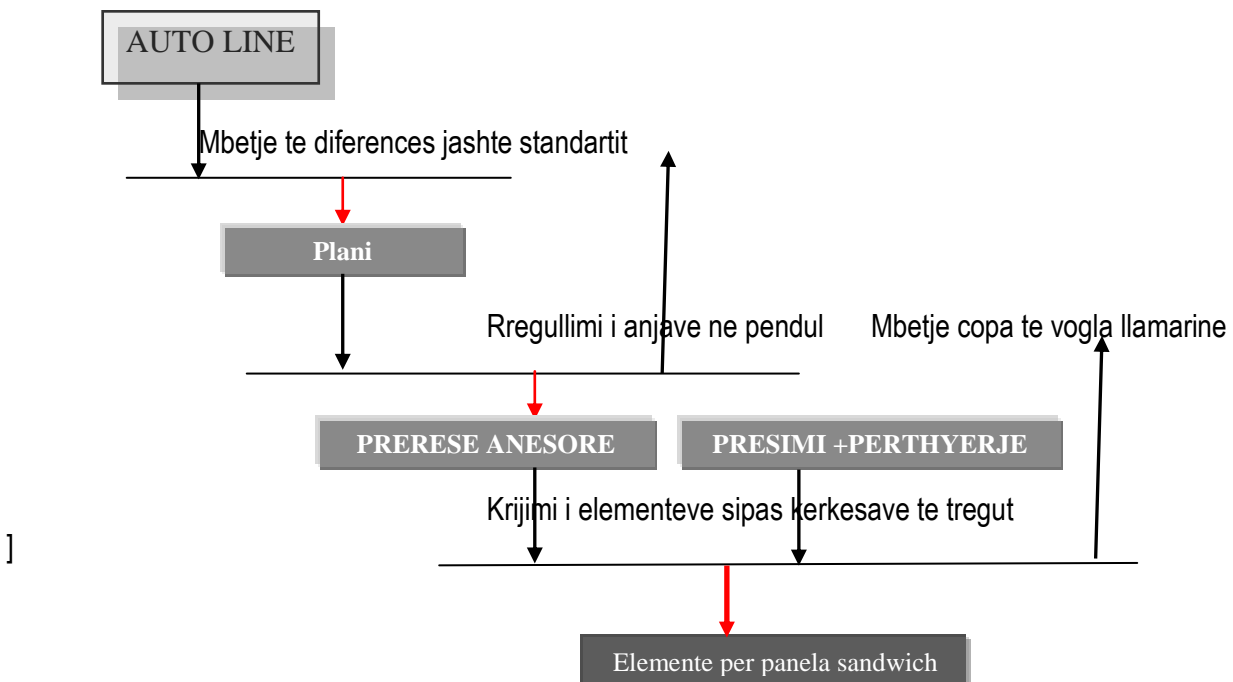 AUTO LINE
Mbetje te diferences jashte standartit
Plani
Rregullimi i anjave ne pendul
Mbetje copa te vogla llamarine
PRERESE ANESORE
PRESIMI +PERTHYERJE
Krijimi i elementeve sipas kerkesave te tregut
]
Elemente per panela sandwich